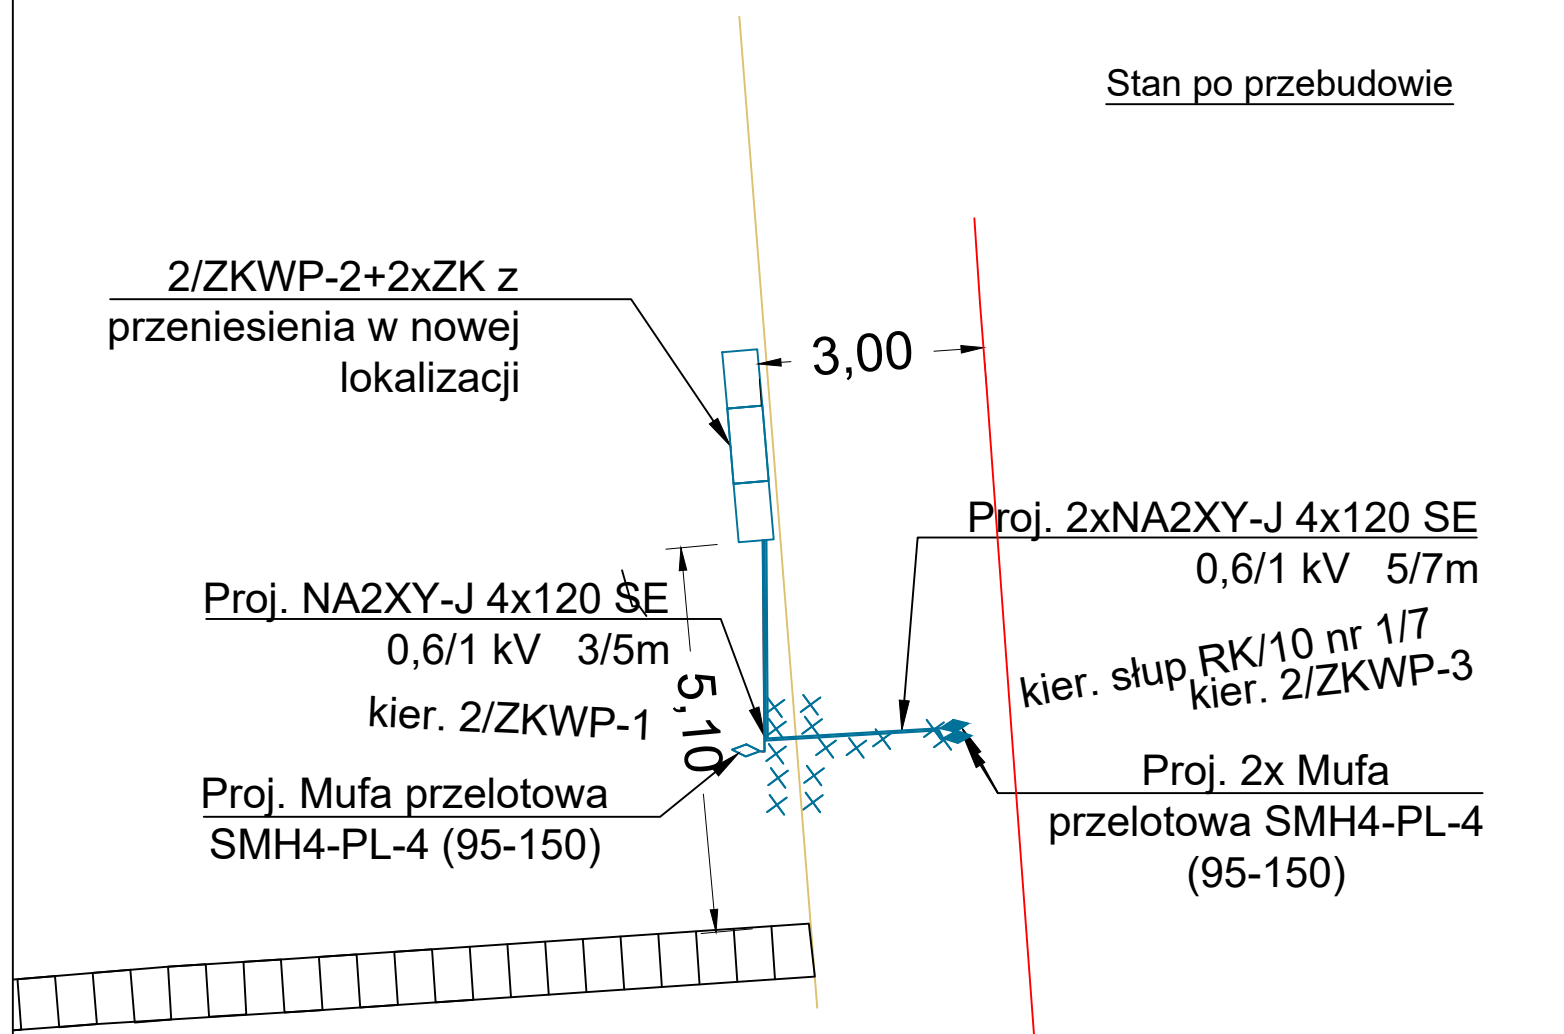 Stan po przebudowie
2/ZKWP-2+2xZK z
przeniesienia w nowej
lokalizacji
3,00
Proj. 2xNA2XY-J 4x120 SE
0,6/1 kV 5/7m
Proj. NA2XY-J 4x120 SE
0,6/1 kV 3/5m
kier. słup RK/10 nr 1/7
kier. 2/ZKWP-3
kier. 2/ZKWP-1
5,10
Proj. Mufa przelotowa
SMH4-PL-4 (95-150)
Proj. 2x Mufa
przelotowa SMH4-PL-4
(95-150)